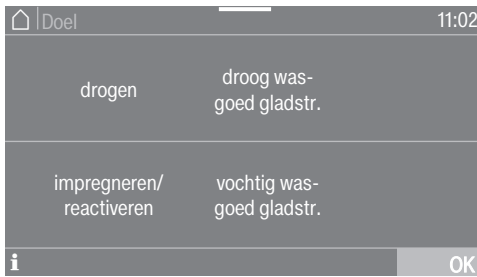 Doel 11:02
drogen
droog was-
goed gladstr.
impregneren/
reactiveren
vochtig was-
goed gladstr.
i OK